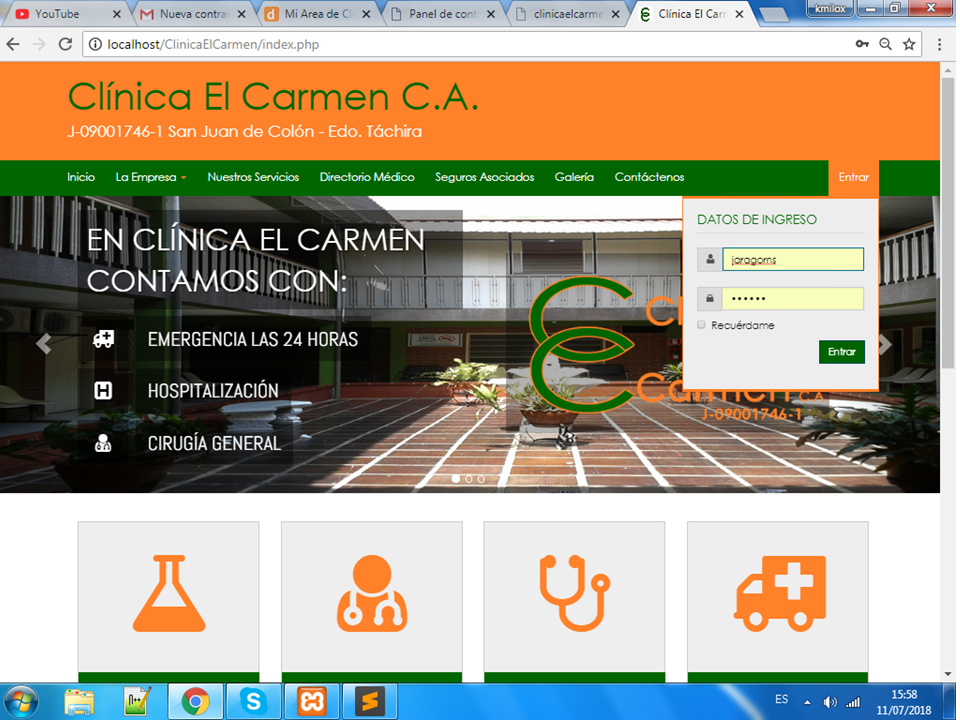 YouTube
Nueva contra
Mi Area de Cl
Panel de cont
clinicaelcarme
Clínica El Carm
kmilox
localhost/ClinicaElCarmen/index.php
Clínica El Carmen C.A.
J-09001746-1 San Juan de Colón - Edo. Táchira
Inicio
La Empresa
Nuestros Servicios
Directorio Médico
Seguros Asociados
Galería
Contáctenos
Entrar
DATOS DE INGRESO
jaragorns
••••••
Recuérdame
Entrar
EN CLÍNICA EL CARMEN
CONTAMOS CON:
EMERGENCIA LAS 24 HORAS
H
HOSPITALIZACIÓN
CIRUGÍA GENERAL
Carmen C.A.
J-09001746-1
ES
15:58
11/07/2018